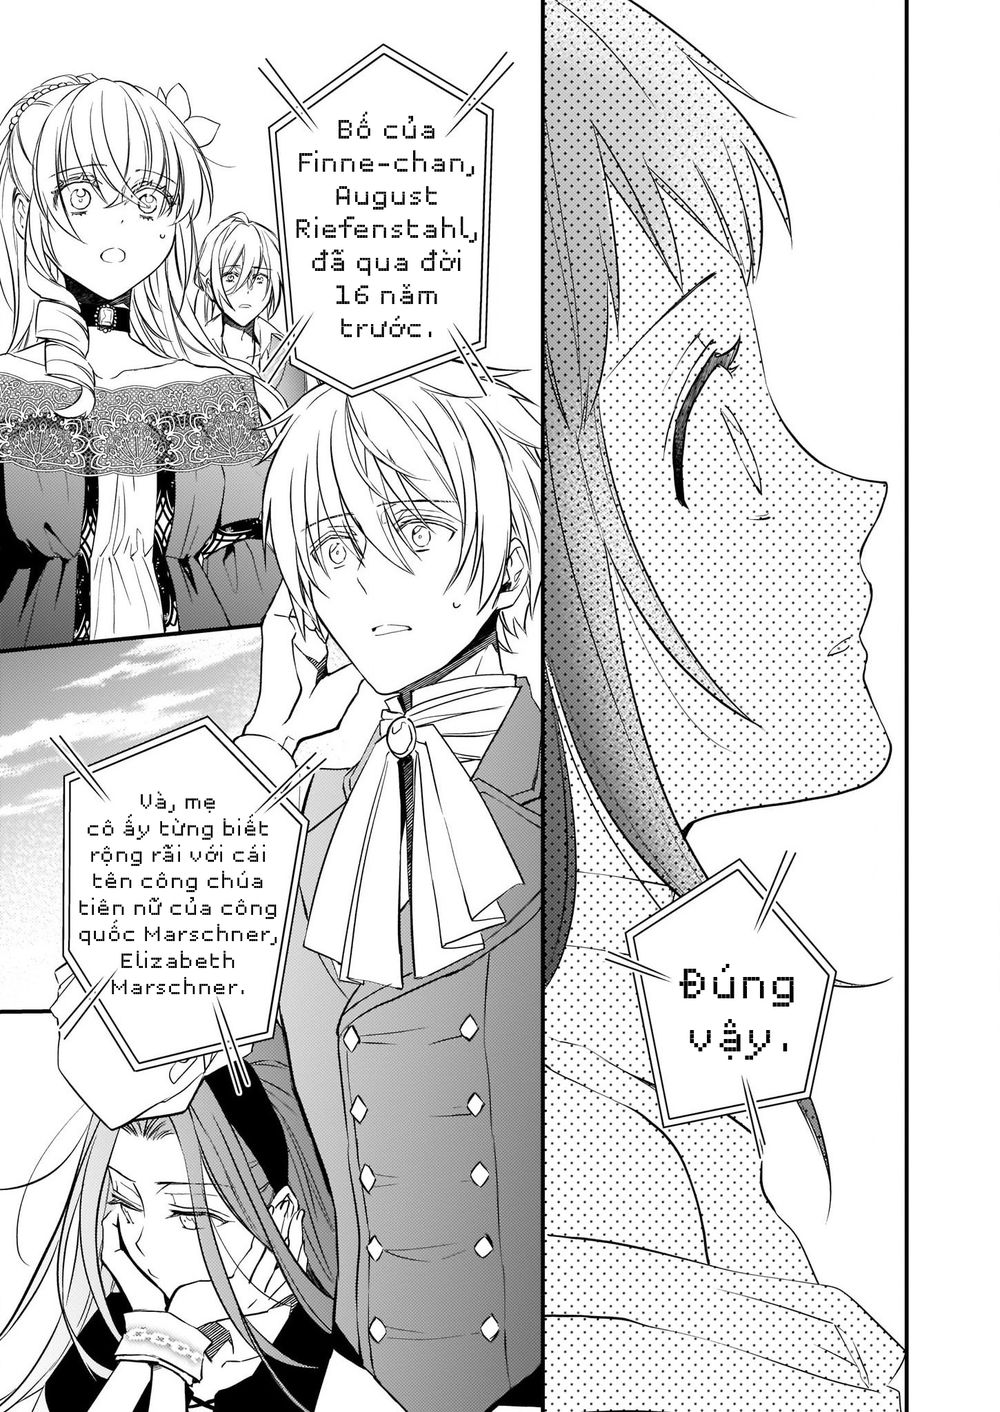 Đúng
vậy.
Bố của
Finne-chan,
August
Riefenstahl,
đã qua đời
16 năm
trước.
Và, mẹ
cô ấy từng biết
rộng rãi với cái
tên công chúa
tiên nữ của công
quốc Marschner,
Elizabeth
Marschner.